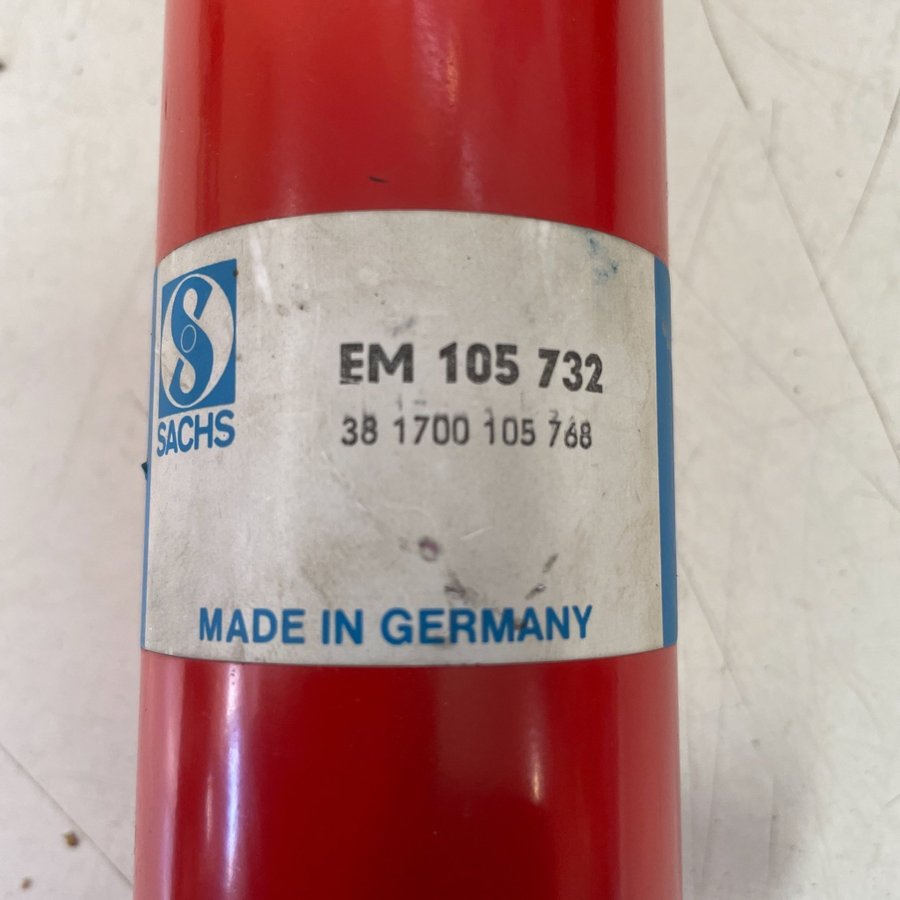 SACHS
EM 105 732
38 1700 105 768
MADE IN GERMANY